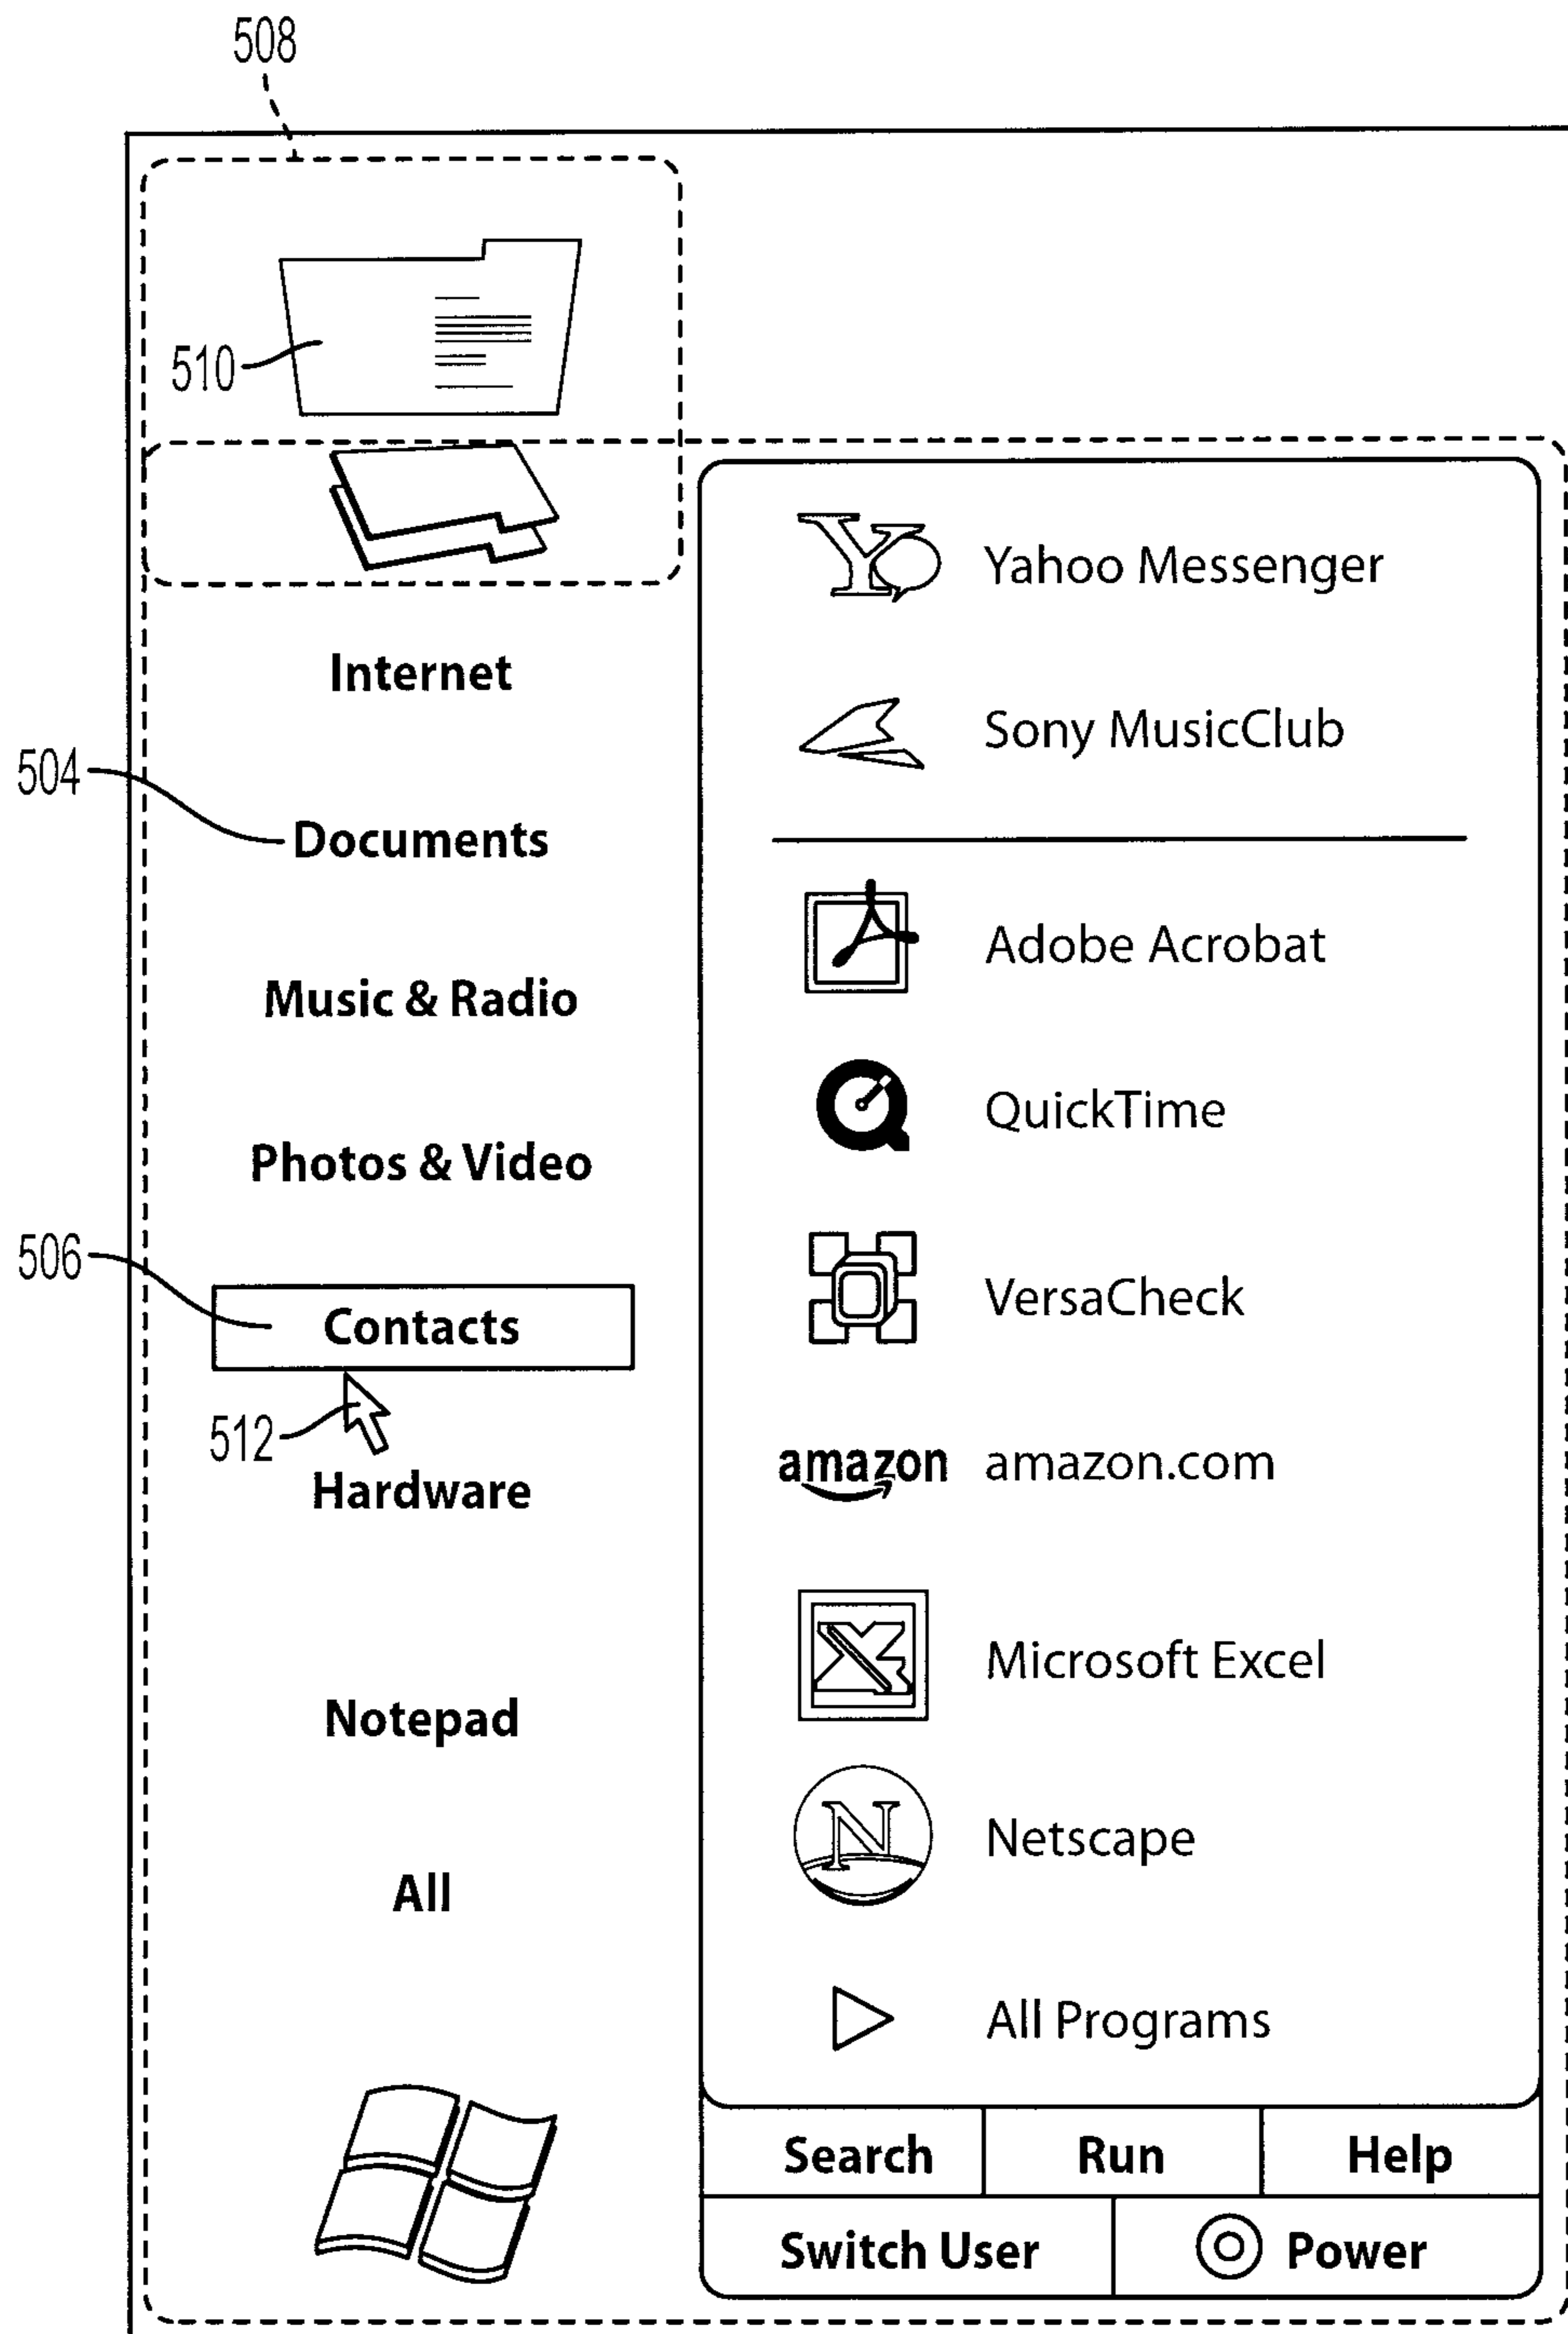 508
510
Internet
504
Documents
Music & Radio
Photos & Video
506
Contacts
512
Hardware
Notepad
All
Y Yahoo Messenger
Sony MusicClub
Adobe Acrobat
QuickTime
VersaCheck
amazon amazon.com
Microsoft Excel
N Netscape
All Programs
Search Run Help
Switch User Power